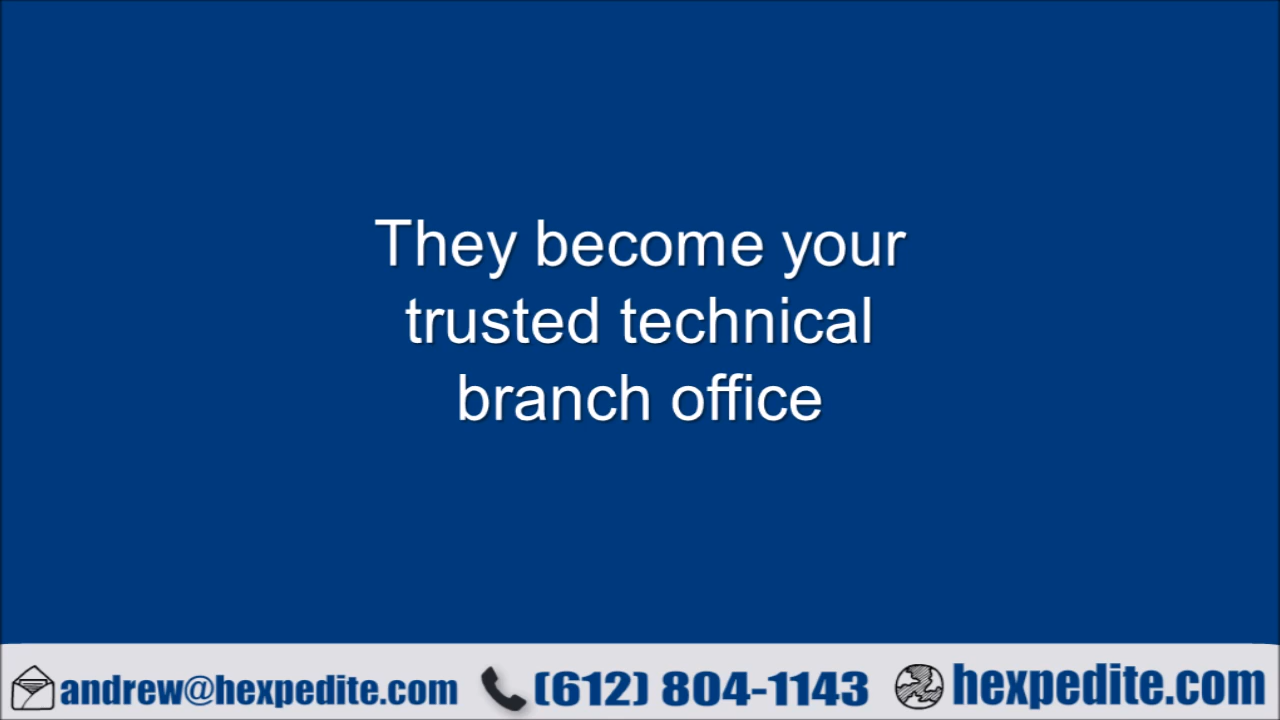 They become your
trusted technical
branch office
andrew@hexpedite.com (612) 804-1143 hexpedite.com